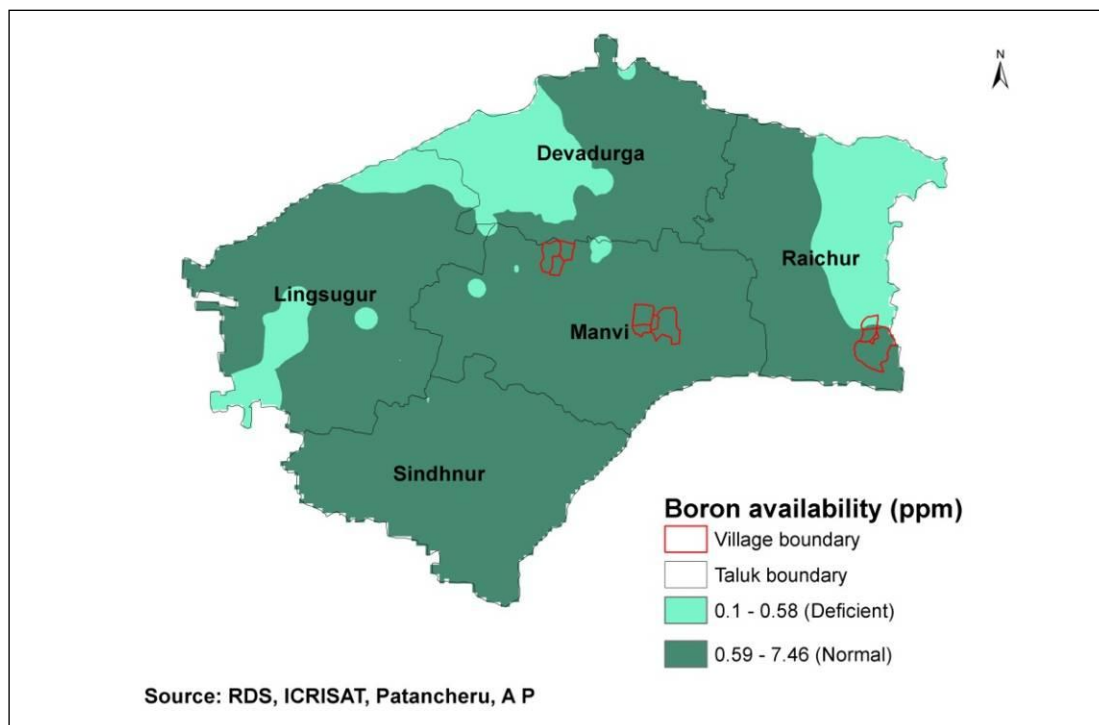 N
Devadurga
Raichur
Lingsugur
Manvi
Sindhnur
Boron availability (ppm)
Village boundary
Taluk boundary
0.1 - 0.58 (Deficient)
0.59 - 7.46 (Normal)
Source: RDS, ICRISAT, Patancheru, A P